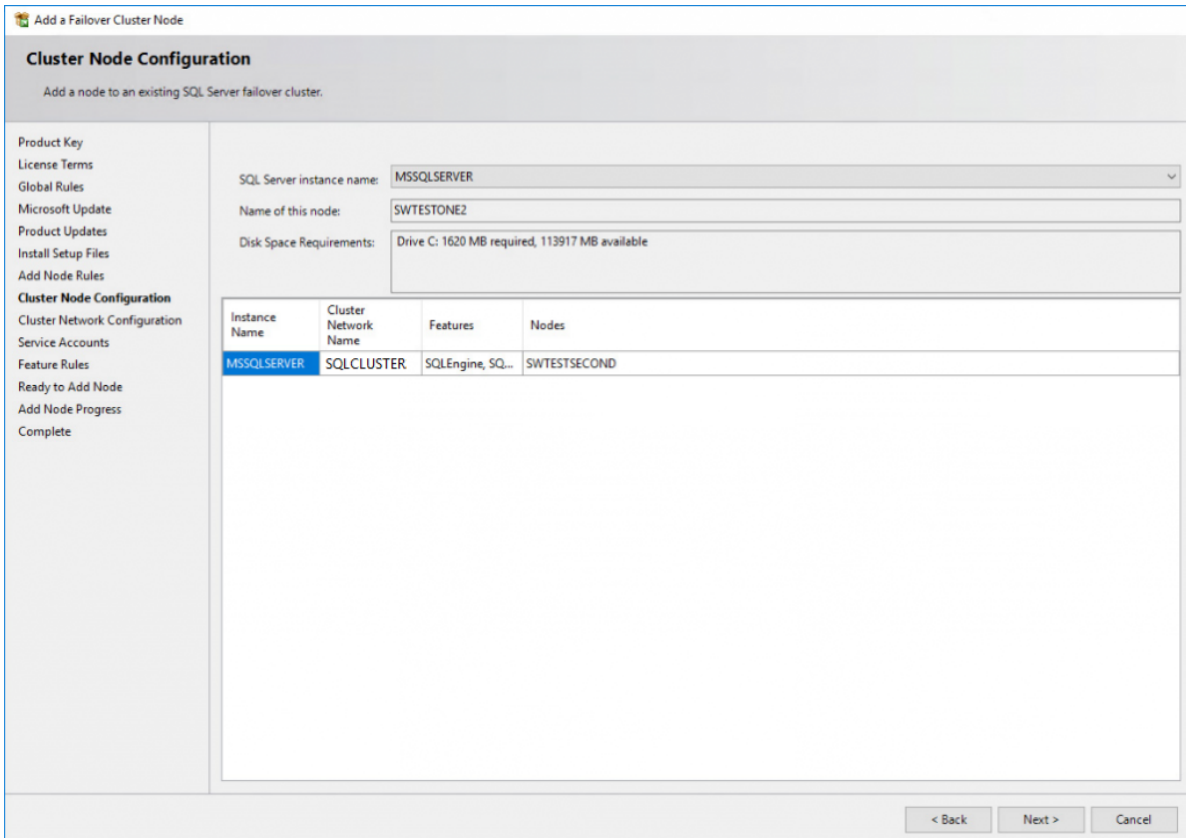 Add a Failover Cluster Node
Cluster Node Configuration
Add a node to an existing SQL Server failover cluster.
Product Key
License Terms
Global Rules
Microsoft Update
Product Updates
Install Setup Files
Add Node Rules
Cluster Node Configuration
Cluster Network Configuration
Service Accounts
Feature Rules
Ready to Add Node
Add Node Progress
Complete
SQL Server instance name: MSSQLSERVER
Name of this node: SWTESTONE2
Disk Space Requirements: Drive C: 1620 MB required, 113917 MB available
Instance Name Cluster Network Name Features Nodes
MSSQLSERVER SQLCLUSTER SQLEngine, SQ... SWTESTSECOND
< Back Next > Cancel